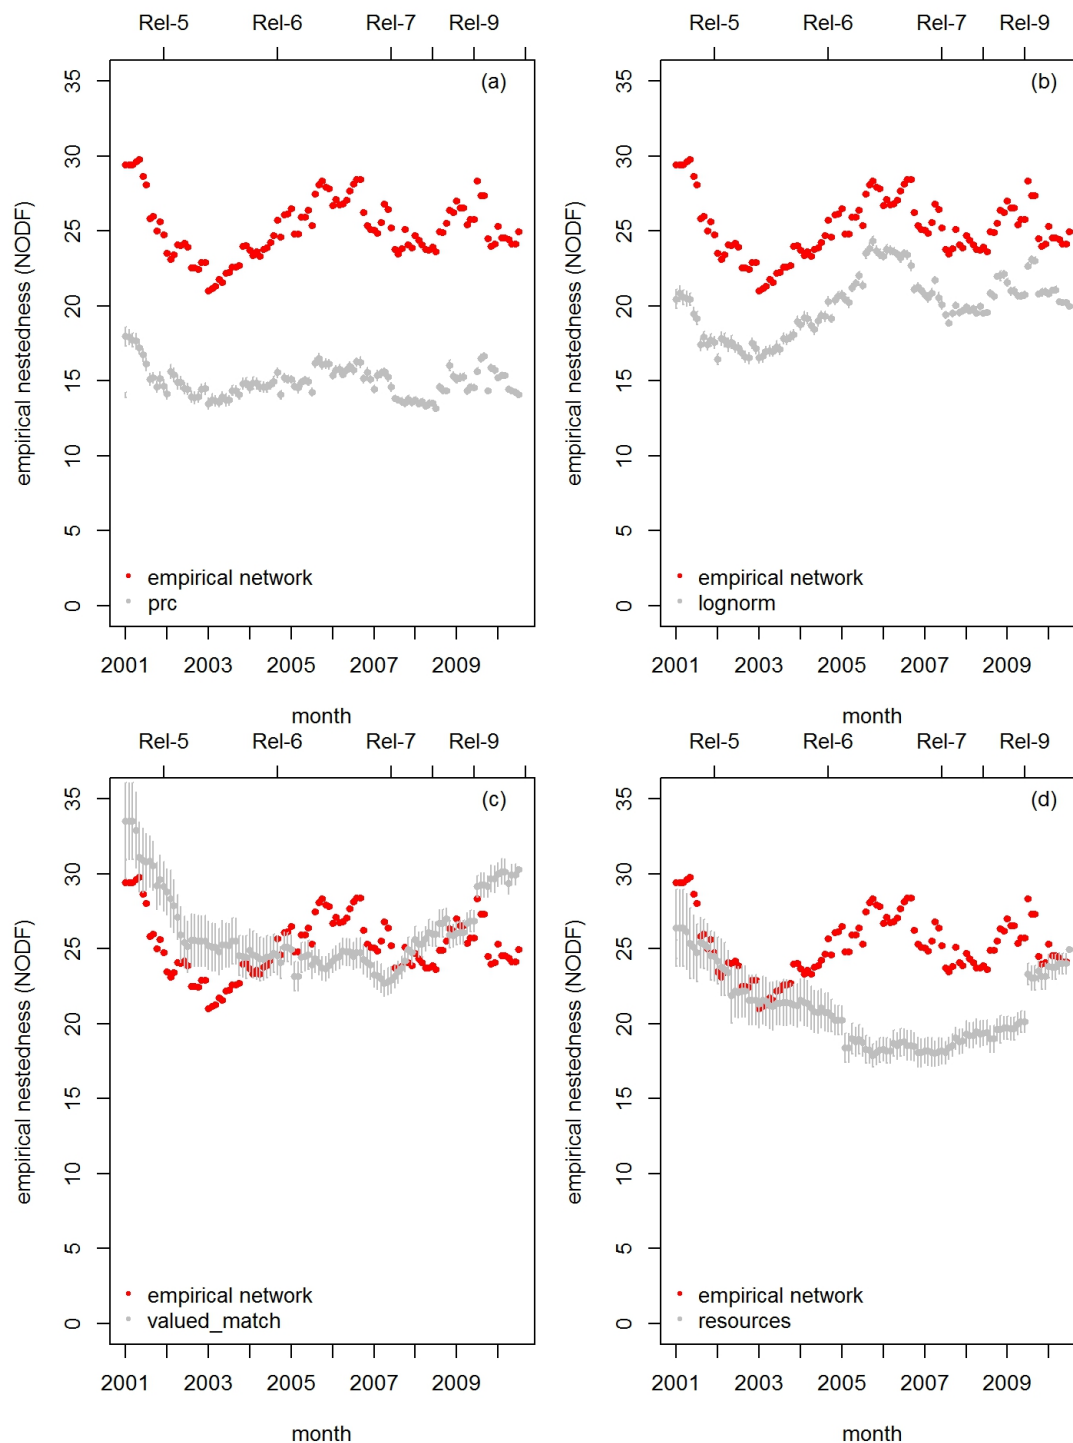 Rel-5 Rel-6 Rel-7 Rel-9
(a)
empirical nestedness (NODF)
35
30
25
20
15
10
5
0
empirical network
prc
2001 2003 2005 2007 2009
month
Rel-5 Rel-6 Rel-7 Rel-9
(b)
empirical nestedness (NODF)
35
30
25
20
15
10
5
0
empirical network
lognorm
2001 2003 2005 2007 2009
month
Rel-5 Rel-6 Rel-7 Rel-9
(c)
empirical nestedness (NODF)
35
30
25
20
15
10
5
0
empirical network
valued_match
2001 2003 2005 2007 2009
month
Rel-5 Rel-6 Rel-7 Rel-9
(d)
empirical nestedness (NODF)
35
30
25
20
15
10
5
0
empirical network
resources
2001 2003 2005 2007 2009
month